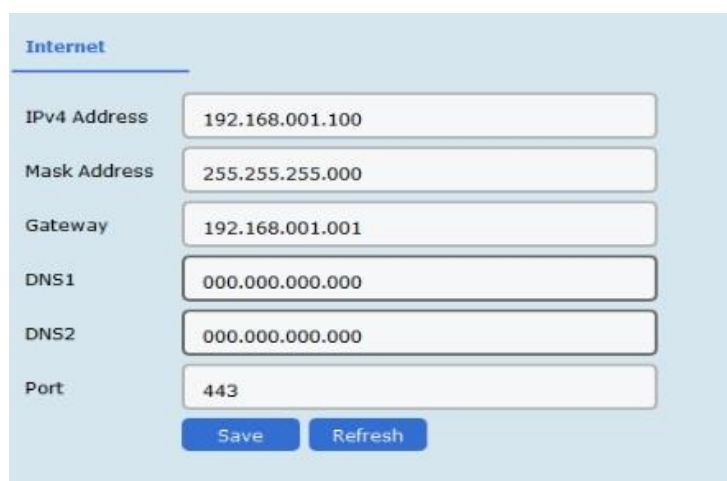 Internet
IPv4 Address 192.168.001.100
Mask Address 255.255.255.000
Gateway 192.168.001.001
DNS1 000.000.000.000
DNS2 000.000.000.000
Port 443
Save Refresh